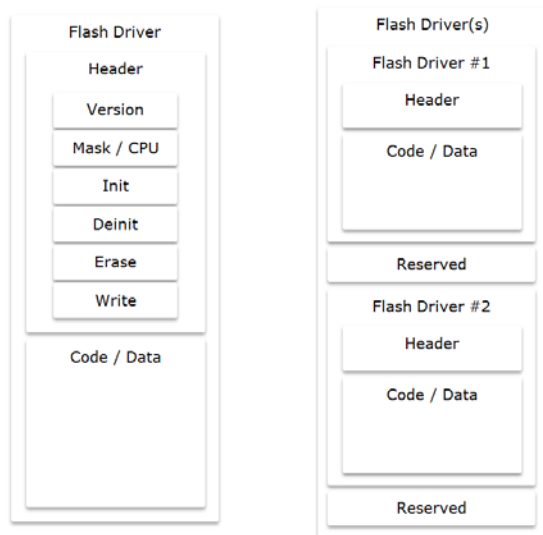 Flash Driver
Header
Version
Mask / CPU
Init
Deinit
Erase
Write
Code / Data
Flash Driver(s)
Flash Driver #1
Header
Code / Data
Reserved
Flash Driver #2
Header
Code / Data
Reserved